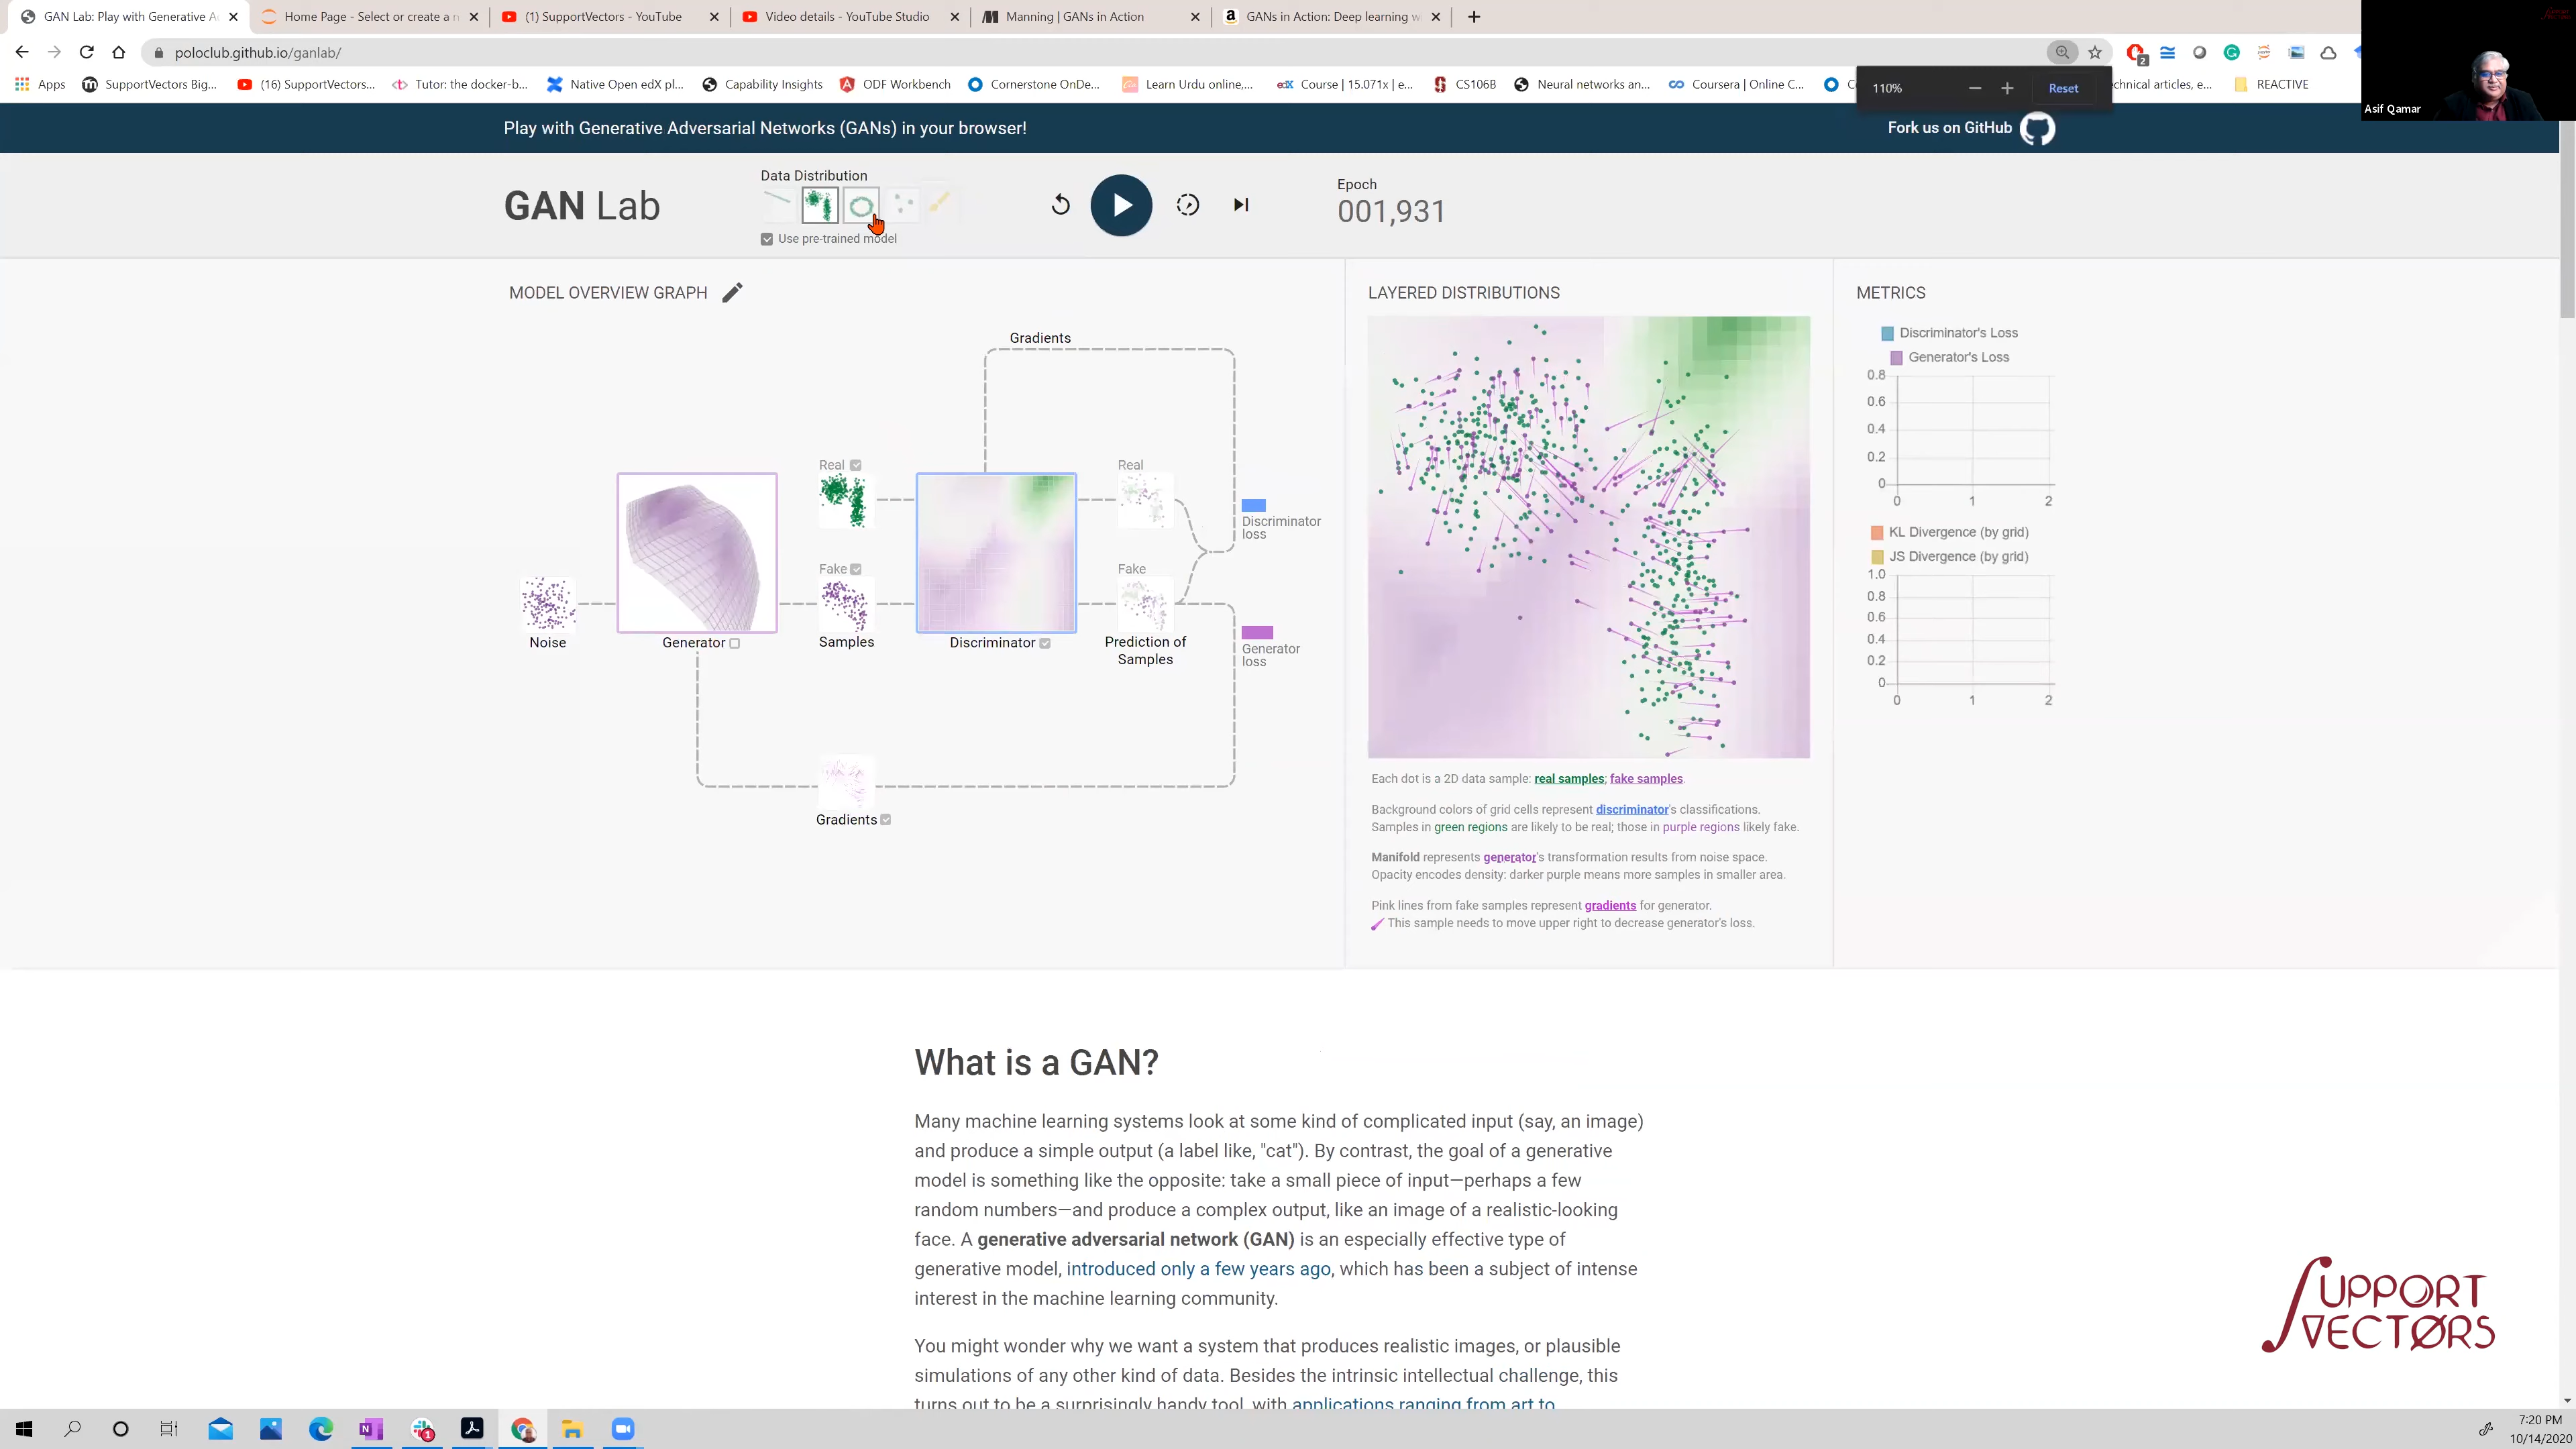 GAN Lab: Play with Generative A
Home Page - Select or create a n
(1) SupportVectors - YouTube
Video details - YouTube Studio
Manning | GANs in Action
GANs in Action: Deep learning w
poloclub.github.io/ganlab/
Apps
SupportVectors Big...
(16) SupportVectors...
Tutor: the docker-b...
Native Open edX pl...
Capability Insights
ODF Workbench
Cornerstone OnDe...
Learn Urdu online,...
edX Course | 15.071x | e...
CS106B
Neural networks an...
Coursera | Online C...
echnical articles, e...
REACTIVE
110%
Reset
Asif Qamar
Play with Generative Adversarial Networks (GANs) in your browser!
Fork us on GitHub
GAN Lab
Data Distribution
Use pre-trained model
Epoch
001,931
MODEL OVERVIEW GRAPH
Gradients
Real
Real
Discriminator
loss
Fake
Fake
Noise
Generator
Samples
Discriminator
Prediction of
Samples
Generator
loss
Gradients
LAYERED DISTRIBUTIONS
Each dot is a 2D data sample: real samples; fake samples.
Background colors of grid cells represent discriminator's classifications.
Samples in green regions are likely to be real; those in purple regions likely fake.
Manifold represents generator's transformation results from noise space.
Opacity encodes density: darker purple means more samples in smaller area.
Pink lines from fake samples represent gradients for generator.
This sample needs to move upper right to decrease generator's loss.
METRICS
Discriminator's Loss
Generator's Loss
0.8
0.6
0.4
0.2
0
0 1 2
KL Divergence (by grid)
JS Divergence (by grid)
1.0
0.8
0.6
0.4
0.2
0
0 1 2
What is a GAN?
Many machine learning systems look at some kind of complicated input (say, an image)
and produce a simple output (a label like, "cat"). By contrast, the goal of a generative
model is something like the opposite: take a small piece of input—perhaps a few
random numbers—and produce a complex output, like an image of a realistic-looking
face. A generative adversarial network (GAN) is an especially effective type of
generative model, introduced only a few years ago, which has been a subject of intense
interest in the machine learning community.
You might wonder why we want a system that produces realistic images, or plausible
simulations of any other kind of data. Besides the intrinsic intellectual challenge, this
turns out to be a surprisingly handy tool, with applications ranging from art to
SUPPORT
VECTORS
7:20 PM
10/14/2020